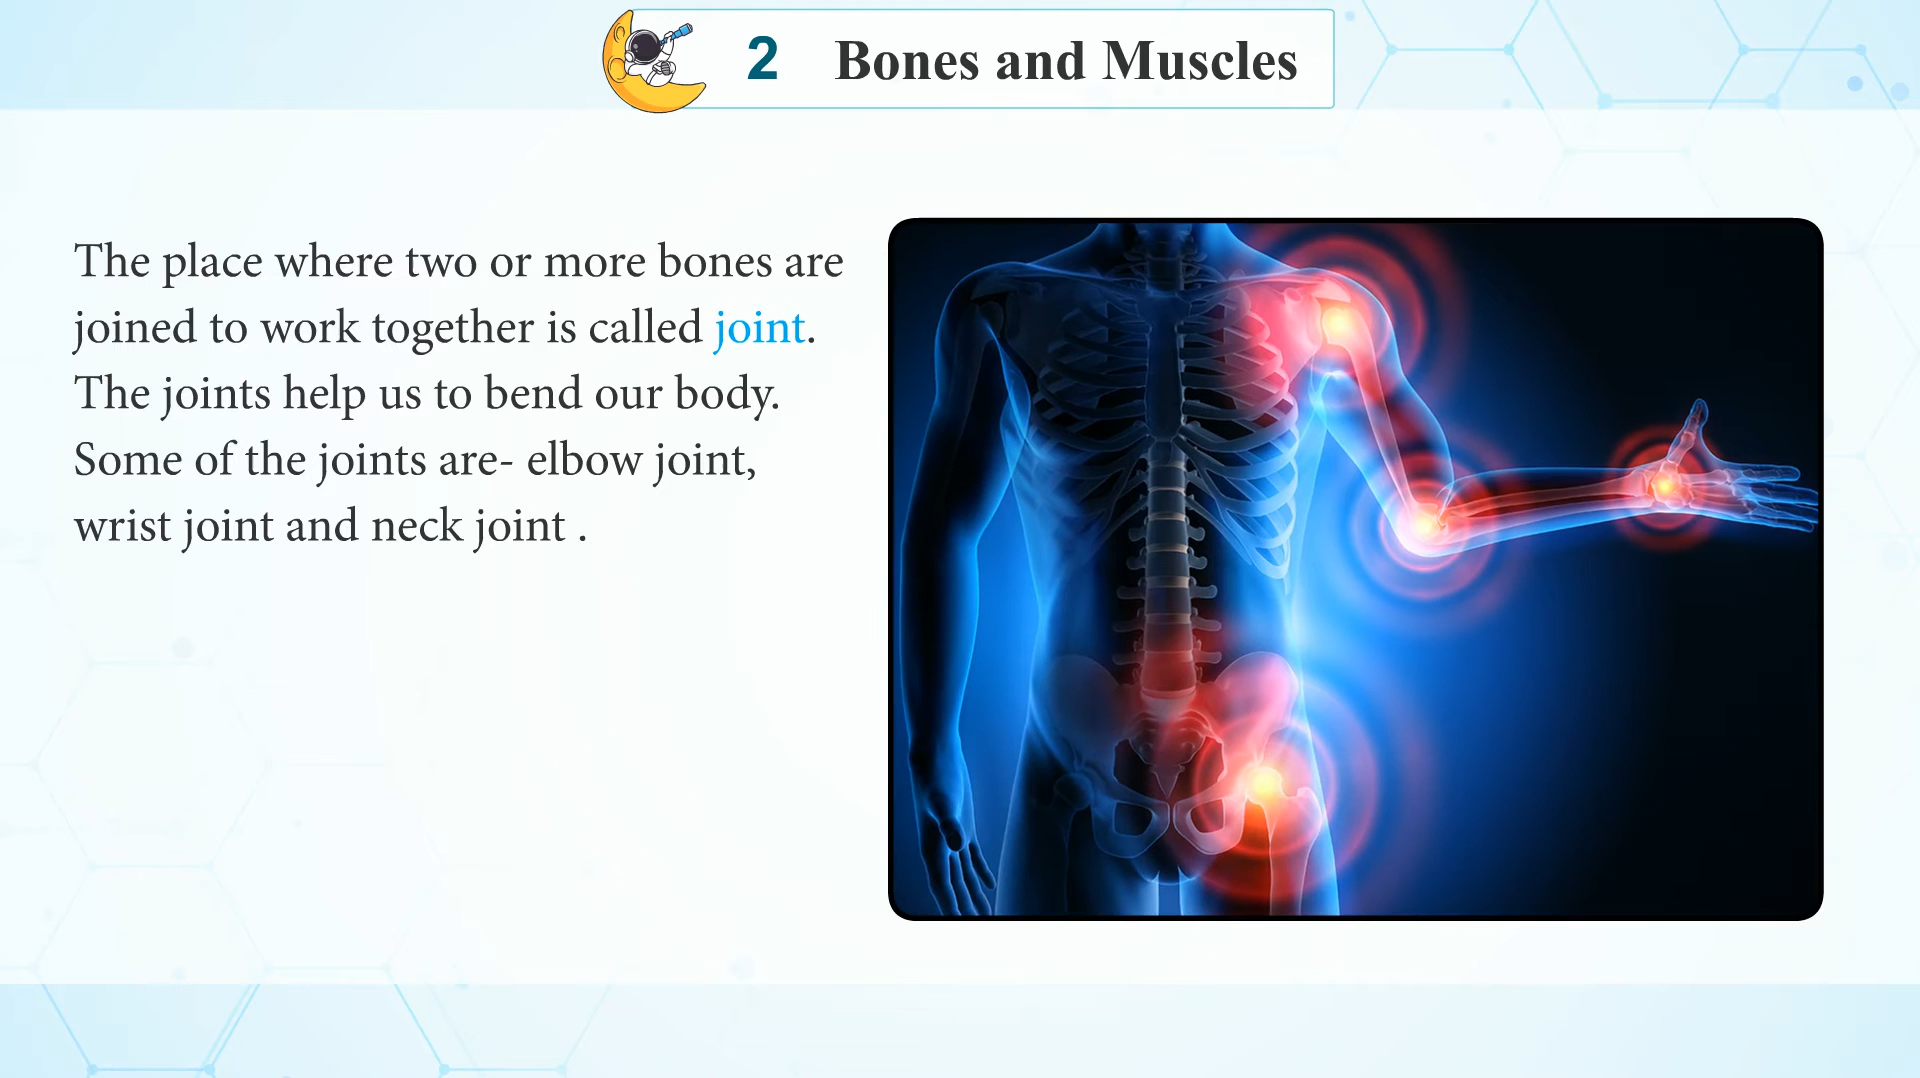 2 Bones and Muscles
The place where two or more bones are
joined to work together is called joint.
The joints help us to bend our body.
Some of the joints are- elbow joint,
wrist joint and neck joint .